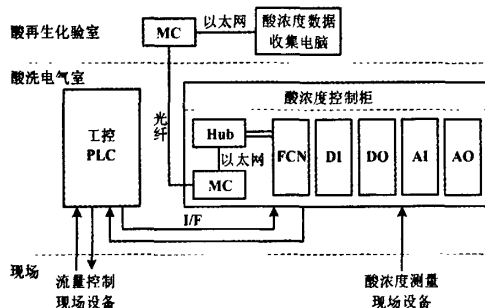 酸再生化验室
MC
以太网
酸浓度数据
收集电脑
酸洗电气室
光纤
酸浓度控制柜
工控
PLC
Hub
以太网
MC
FCN
DI
DO
AI
AO
I/F
现场
流量控制
现场设备
酸浓度测量
现场设备